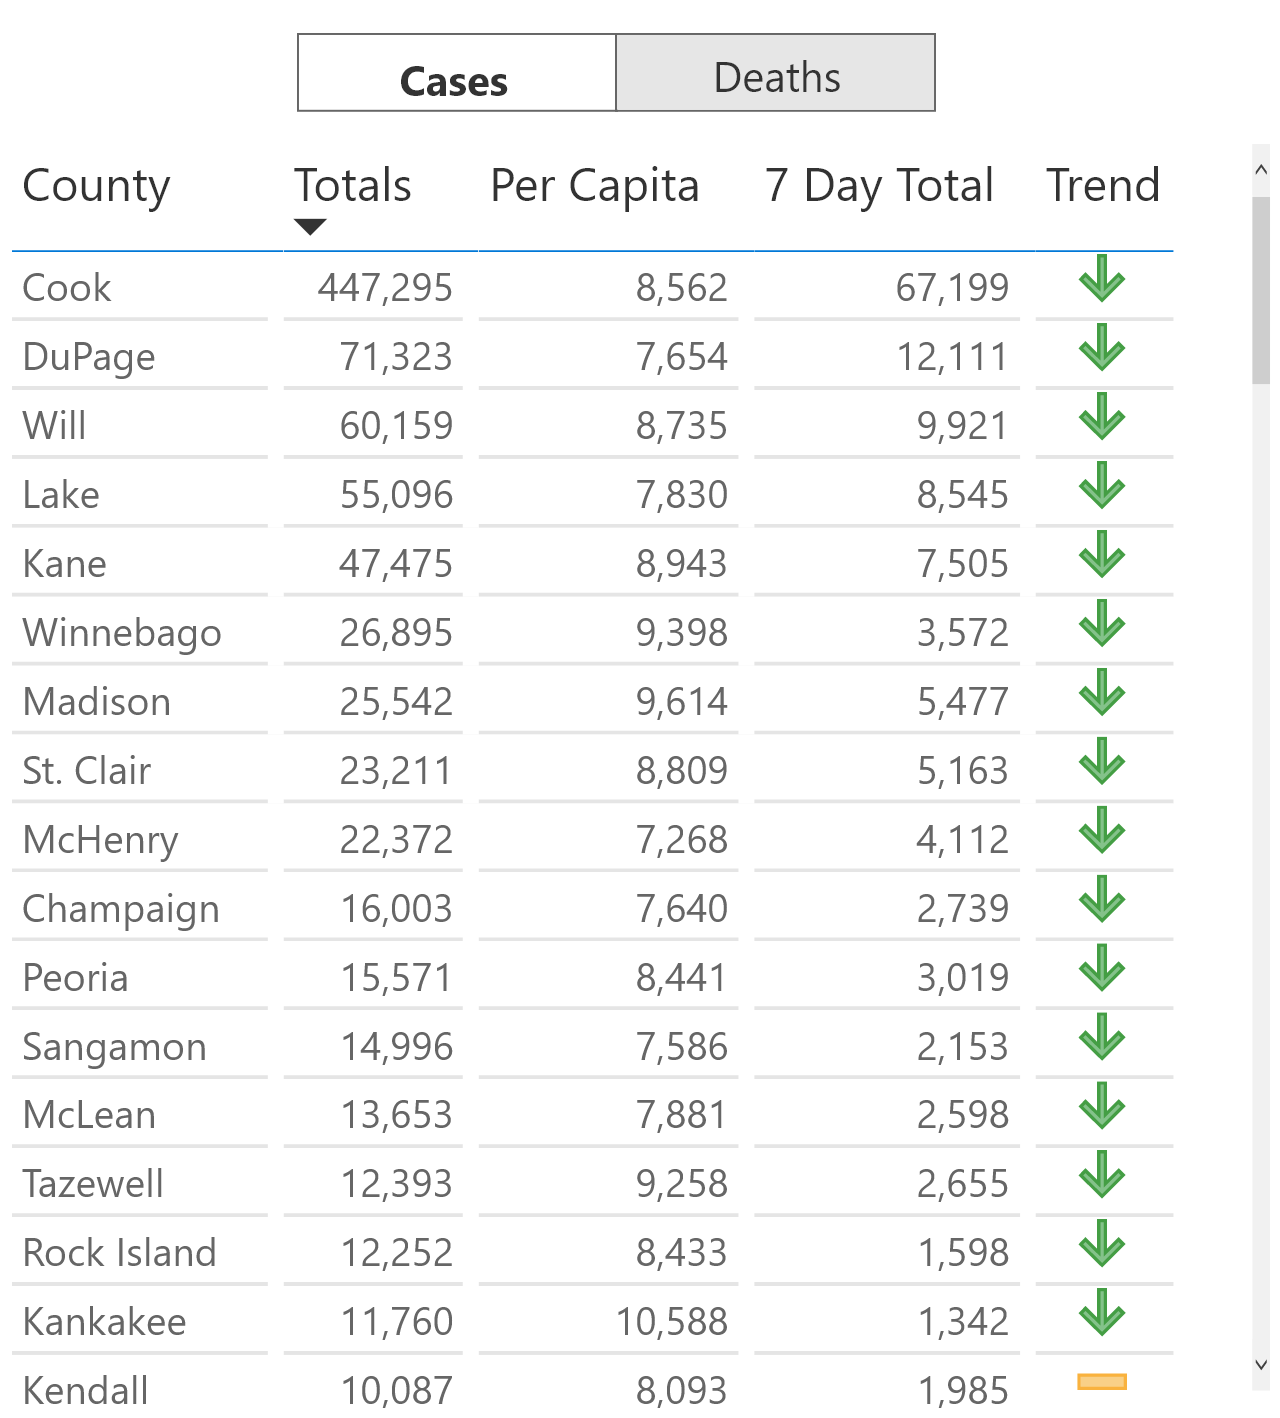 Cases Deaths
County Totals Per Capita 7 Day Total Trend
Cook 447,295 8,562 67,199
DuPage 71,323 7,654 12,111
Will 60,159 8,735 9,921
Lake 55,096 7,830 8,545
Kane 47,475 8,943 7,505
Winnebago 26,895 9,398 3,572
Madison 25,542 9,614 5,477
St. Clair 23,211 8,809 5,163
McHenry 22,372 7,268 4,112
Champaign 16,003 7,640 2,739
Peoria 15,571 8,441 3,019
Sangamon 14,996 7,586 2,153
McLean 13,653 7,881 2,598
Tazewell 12,393 9,258 2,655
Rock Island 12,252 8,433 1,598
Kankakee 11,760 10,588 1,342
Kendall 10,087 8,093 1,985